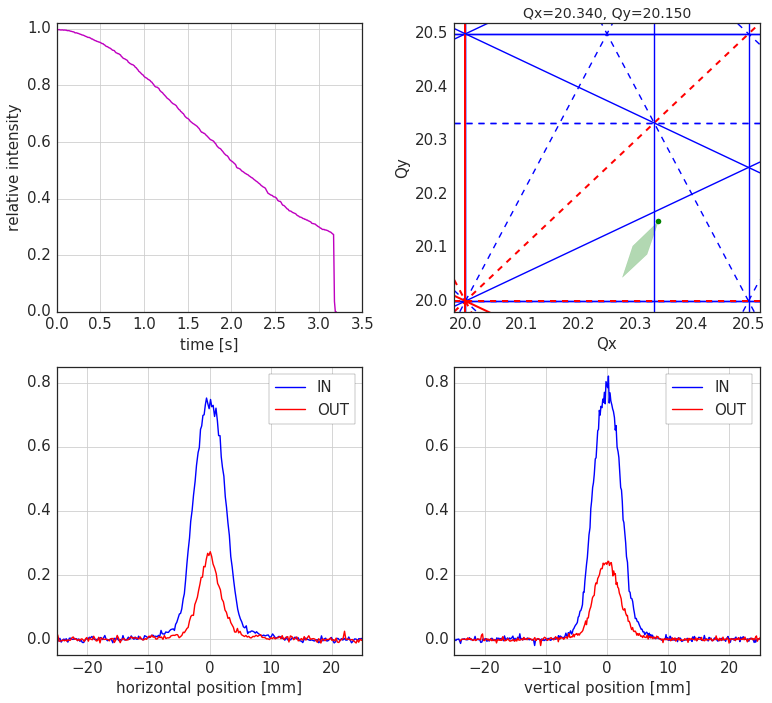 Qx=20.340, Qy=20.150
1.0
0.8
0.6
0.4
0.2
0.0
relative intensity
0.0 0.5 1.0 1.5 2.0 2.5 3.0 3.5
time [s]
20.5
20.4
20.3
20.2
20.1
20.0
Qy
20.0 20.1 20.2 20.3 20.4 20.5
Qx
0.8
0.6
0.4
0.2
0.0
IN
OUT
−20 −10 0 10 20
horizontal position [mm]
0.8
0.6
0.4
0.2
0.0
IN
OUT
−20 −10 0 10 20
vertical position [mm]